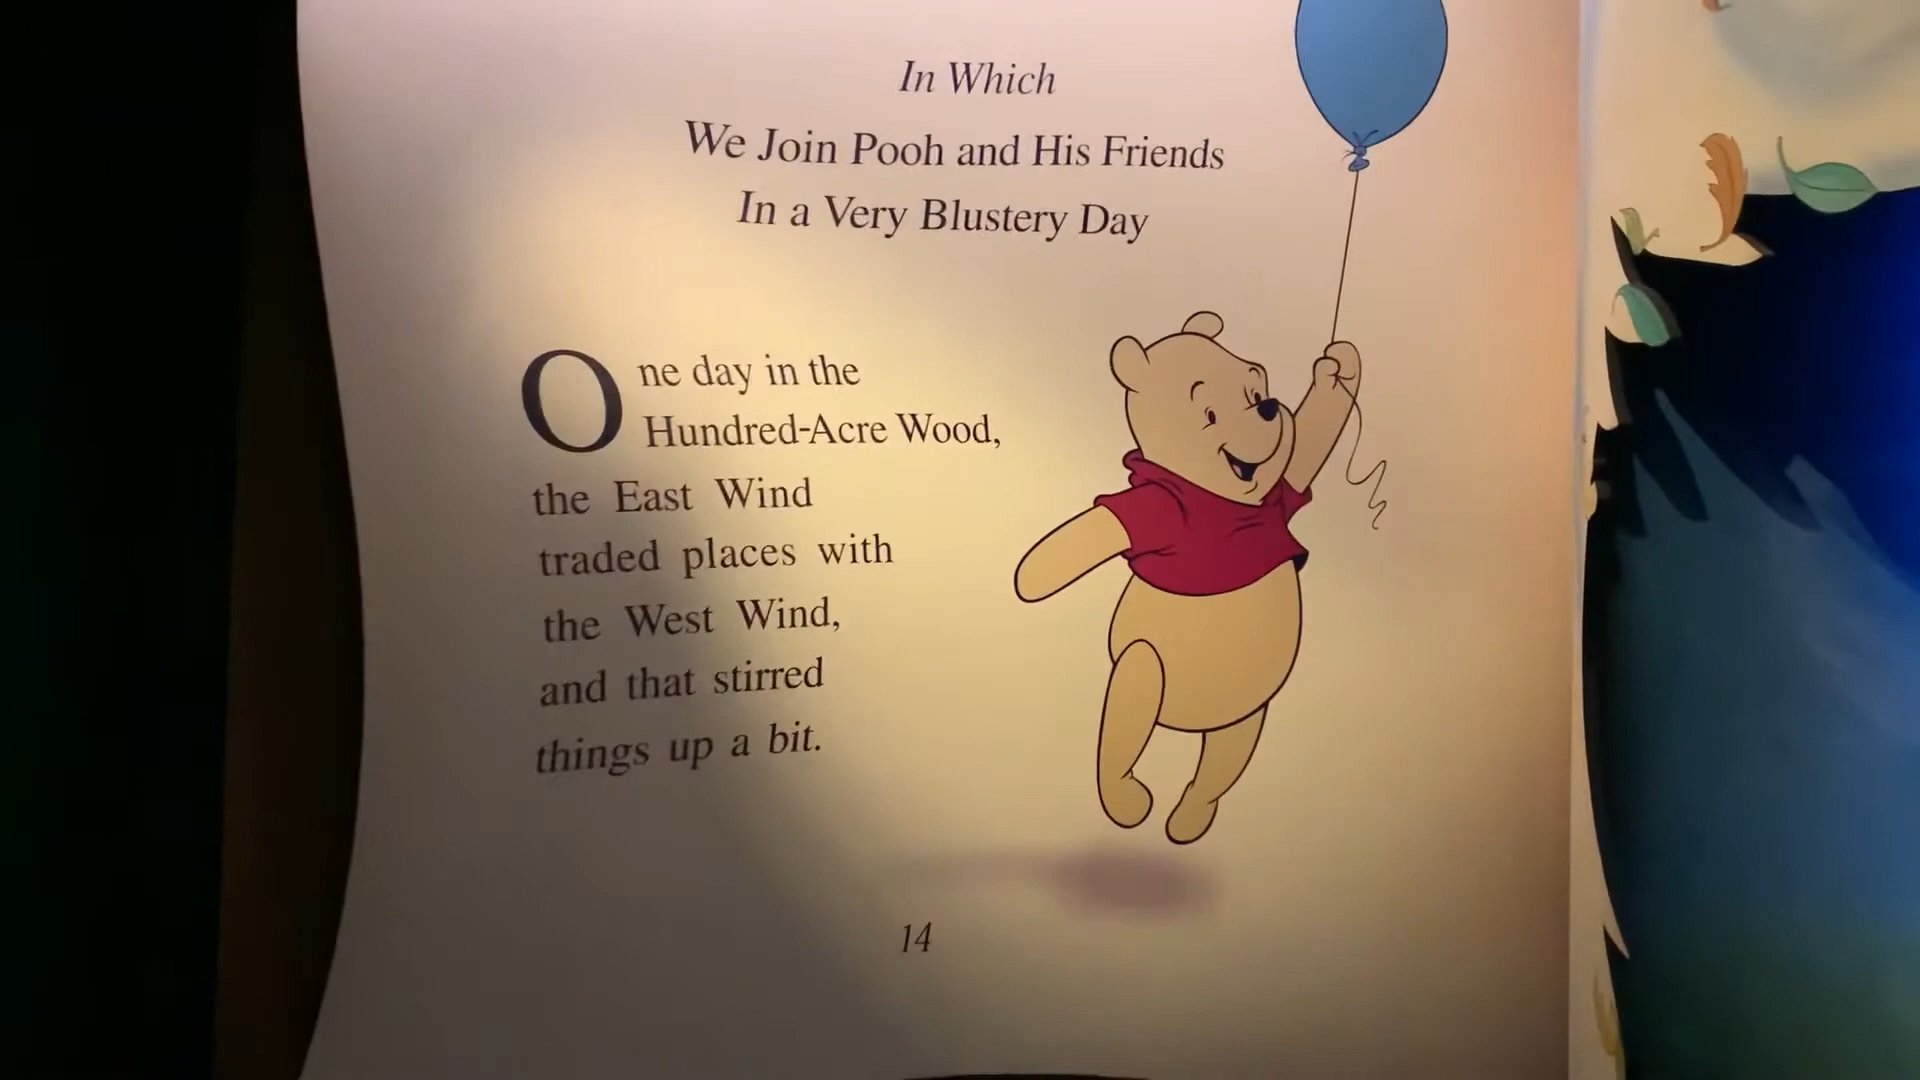 In Which
We Join Pooh and His Friends
In a Very Blustery Day
One day in the
Hundred-Acre Wood,
the East Wind
traded places with
the West Wind,
and that stirred
things up a bit.
14